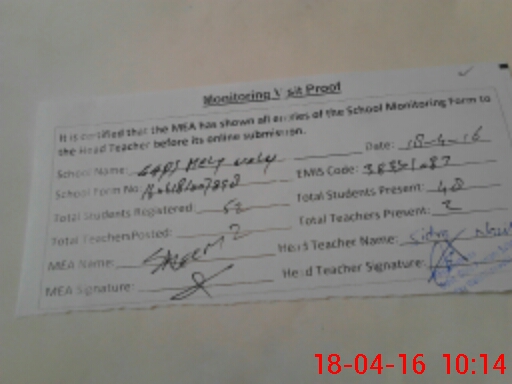 Monitoring Visit Proof
It is certified that the MEA has shown all entries of the School Monitoring Form to
the Head Teacher before its online submission.
School Name: GGPS Date: 18-4-16
School Form No: EMIS Code:
Total Students Registered: 52 Total Students Present: 40
Total Teachers Posted: 2 Total Teachers Present: 2
MEA Name: Head Teacher Name: Sidra
MEA Signature: Head Teacher Signature:
18-04-16 10:14